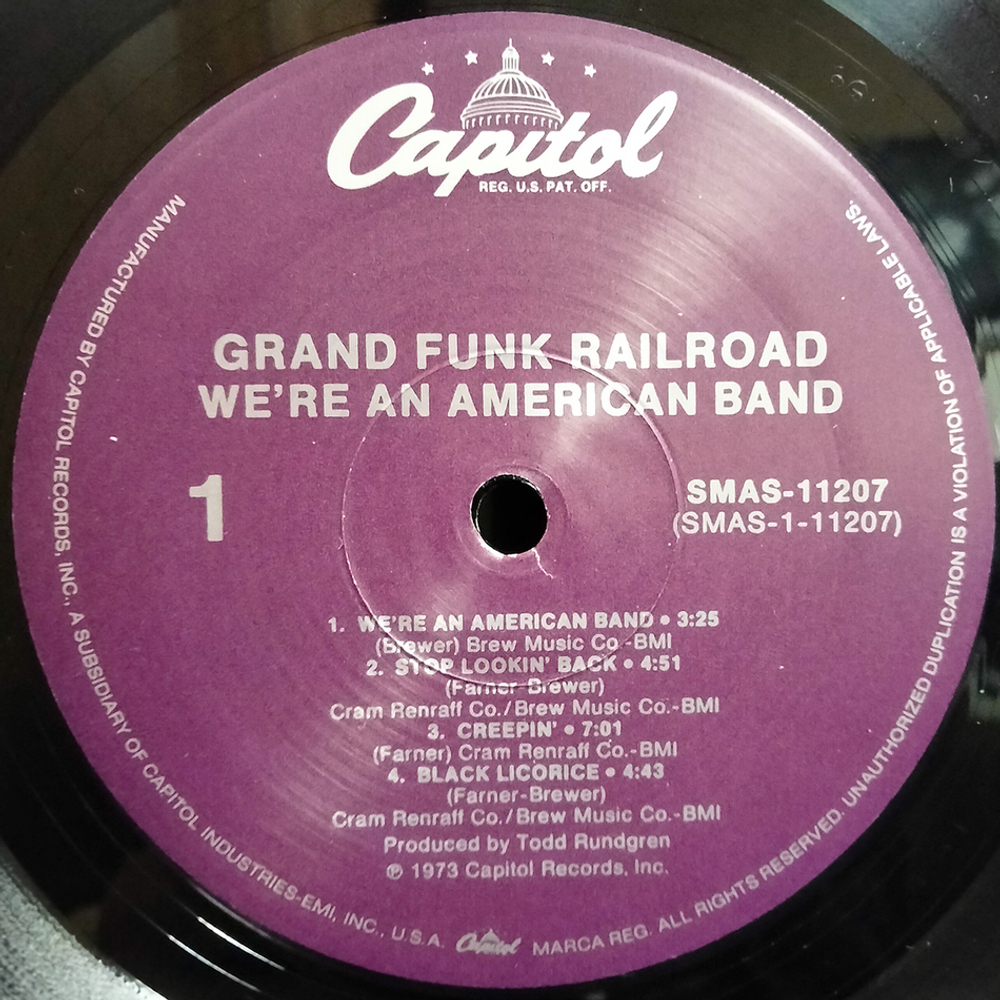 Capitol
REG. U.S. PAT. OFF.
GRAND FUNK RAILROAD
WE'RE AN AMERICAN BAND
1
SMAS-11207
(SMAS-1-11207)
1. WE'RE AN AMERICAN BAND • 3:25
(Brewer) Brew Music Co.-BMI
2. STOP LOOKIN' BACK • 4:51
(Farner-Brewer)
Cram Renraff Co./Brew Music Co.-BMI
3. CREEPIN' • 7:01
(Farner) Cram Renraff Co.-BMI
4. BLACK LICORICE • 4:43
(Farner-Brewer)
Cram Renraff Co./Brew Music Co.-BMI
Produced by Todd Rundgren
℗ 1973 Capitol Records, Inc.
MANUFACTURED BY CAPITOL RECORDS, INC., A SUBSIDIARY OF CAPITOL INDUSTRIES-EMI, INC., U.S.A. Capitol MARCA REG. ALL RIGHTS RESERVED. UNAUTHORIZED DUPLICATION IS A VIOLATION OF APPLICABLE LAWS.